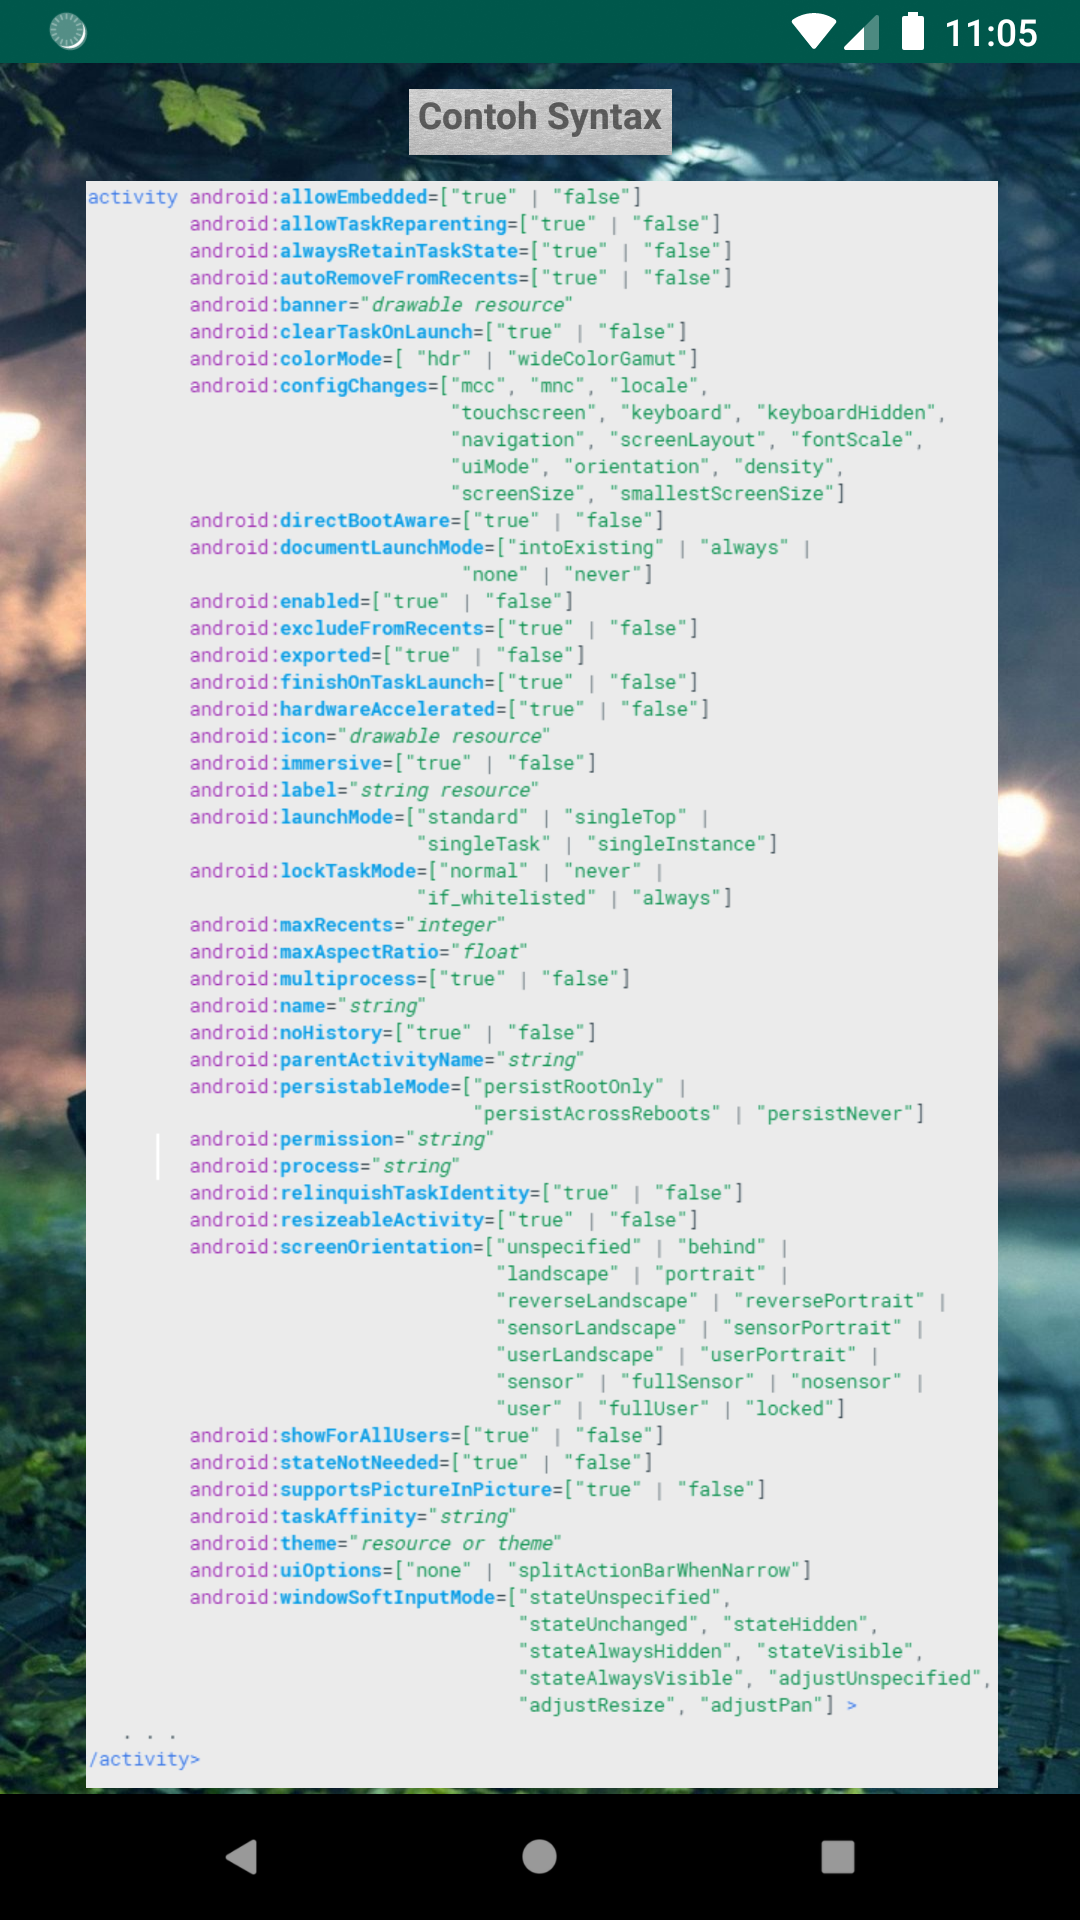 11:05
Contoh Syntax
activity android:allowEmbedded=["true" | "false"]
android:allowTaskReparenting=["true" | "false"]
android:alwaysRetainTaskState=["true" | "false"]
android:autoRemoveFromRecents=["true" | "false"]
android:banner="drawable resource"
android:clearTaskOnLaunch=["true" | "false"]
android:colorMode=[ "hdr" | "wideColorGamut"]
android:configChanges=["mcc", "mnc", "locale",
"touchscreen", "keyboard", "keyboardHidden",
"navigation", "screenLayout", "fontScale",
"uiMode", "orientation", "density",
"screenSize", "smallestScreenSize"]
android:directBootAware=["true" | "false"]
android:documentLaunchMode=["intoExisting" | "always" |
"none" | "never"]
android:enabled=["true" | "false"]
android:excludeFromRecents=["true" | "false"]
android:exported=["true" | "false"]
android:finishOnTaskLaunch=["true" | "false"]
android:hardwareAccelerated=["true" | "false"]
android:icon="drawable resource"
android:immersive=["true" | "false"]
android:label="string resource"
android:launchMode=["standard" | "singleTop" |
"singleTask" | "singleInstance"]
android:lockTaskMode=["normal" | "never" |
"if_whitelisted" | "always"]
android:maxRecents="integer"
android:maxAspectRatio="float"
android:multiprocess=["true" | "false"]
android:name="string"
android:noHistory=["true" | "false"]
android:parentActivityName="string"
android:persistableMode=["persistRootOnly" |
"persistAcrossReboots" | "persistNever"]
android:permission="string"
android:process="string"
android:relinquishTaskIdentity=["true" | "false"]
android:resizeableActivity=["true" | "false"]
android:screenOrientation=["unspecified" | "behind" |
"landscape" | "portrait" |
"reverseLandscape" | "reversePortrait" |
"sensorLandscape" | "sensorPortrait" |
"userLandscape" | "userPortrait" |
"sensor" | "fullSensor" | "nosensor" |
"user" | "fullUser" | "locked"]
android:showForAllUsers=["true" | "false"]
android:stateNotNeeded=["true" | "false"]
android:supportsPictureInPicture=["true" | "false"]
android:taskAffinity="string"
android:theme="resource or theme"
android:uiOptions=["none" | "splitActionBarWhenNarrow"]
android:windowSoftInputMode=["stateUnspecified",
"stateUnchanged", "stateHidden",
"stateAlwaysHidden", "stateVisible",
"stateAlwaysVisible", "adjustUnspecified",
"adjustResize", "adjustPan"] >
. . .
/activity>